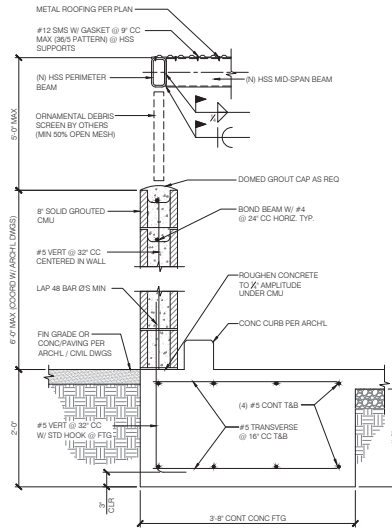 METAL ROOFING PER PLAN
#12 SMS W/ GASKET @ 9" CC
MAX (36/5 PATTERN) @ HSS
SUPPORTS
(N) HSS PERIMETER
BEAM
(N) HSS MID-SPAN BEAM
ORNAMENTAL DEBRIS
SCREEN BY OTHERS
(MIN 50% OPEN MESH)
5'-0" MAX
DOMED GROUT CAP AS REQ
8" SOLID GROUTED
CMU
BOND BEAM W/ #4
@ 24" CC HORIZ. TYP.
#5 VERT @ 32" CC
CENTERED IN WALL
6'-0" MAX (COORD W/ ARCH'L DWGS)
LAP 48 BAR Ø'S MIN
ROUGHEN CONCRETE
TO ¼" AMPLITUDE
UNDER CMU
CONC CURB PER ARCH'L
FIN GRADE OR
CONC/PAVING PER
ARCH'L / CIVIL DWGS
(4) #5 CONT T&B
#5 TRANSVERSE
@ 16" CC T&B
#5 VERT @ 32" CC
W/ STD HOOK @ FTG
2'-0"
3"
CLR
3'-8" CONT CONC FTG